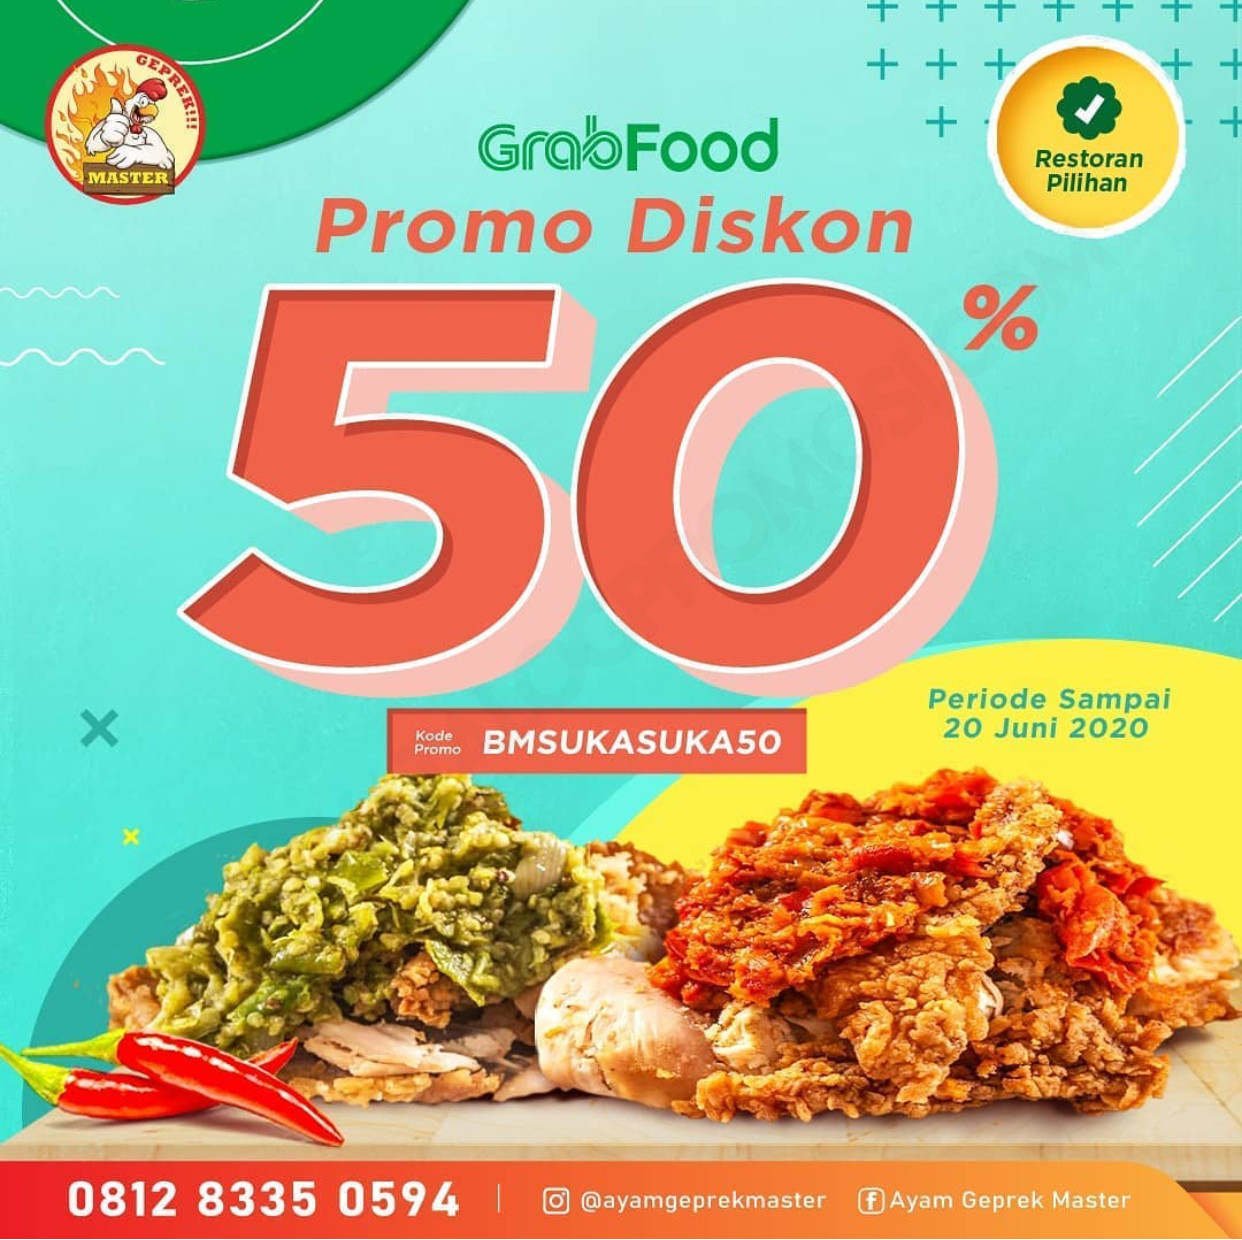 GEPREK!!!
MASTER
GrabFood
Restoran
Pilihan
Promo Diskon
50%
Periode Sampai
20 Juni 2020
Kode
Promo
BMSUKASUKA50
0812 8335 0594 | @ayamgeprekmaster Ayam Geprek Master